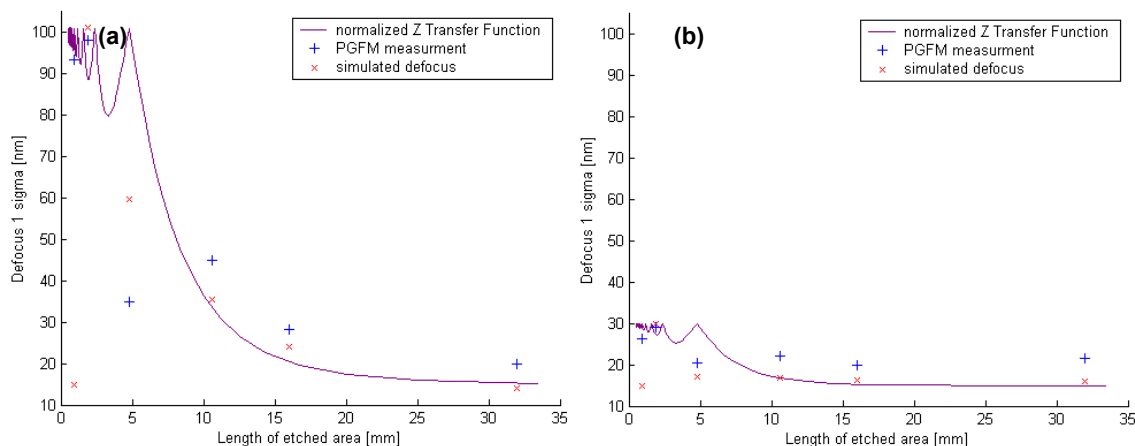 (a)
normalized Z Transfer Function
PGFM measurment
simulated defocus
Defocus 1 sigma [nm]
100
90
80
70
60
50
40
30
20
10
0 5 10 15 20 25 30 35
Length of etched area [mm]
(b)
normalized Z Transfer Function
PGFM measurment
simulated defocus
Defocus 1 sigma [nm]
100
90
80
70
60
50
40
30
20
10
0 5 10 15 20 25 30 35
Length of etched area [mm]